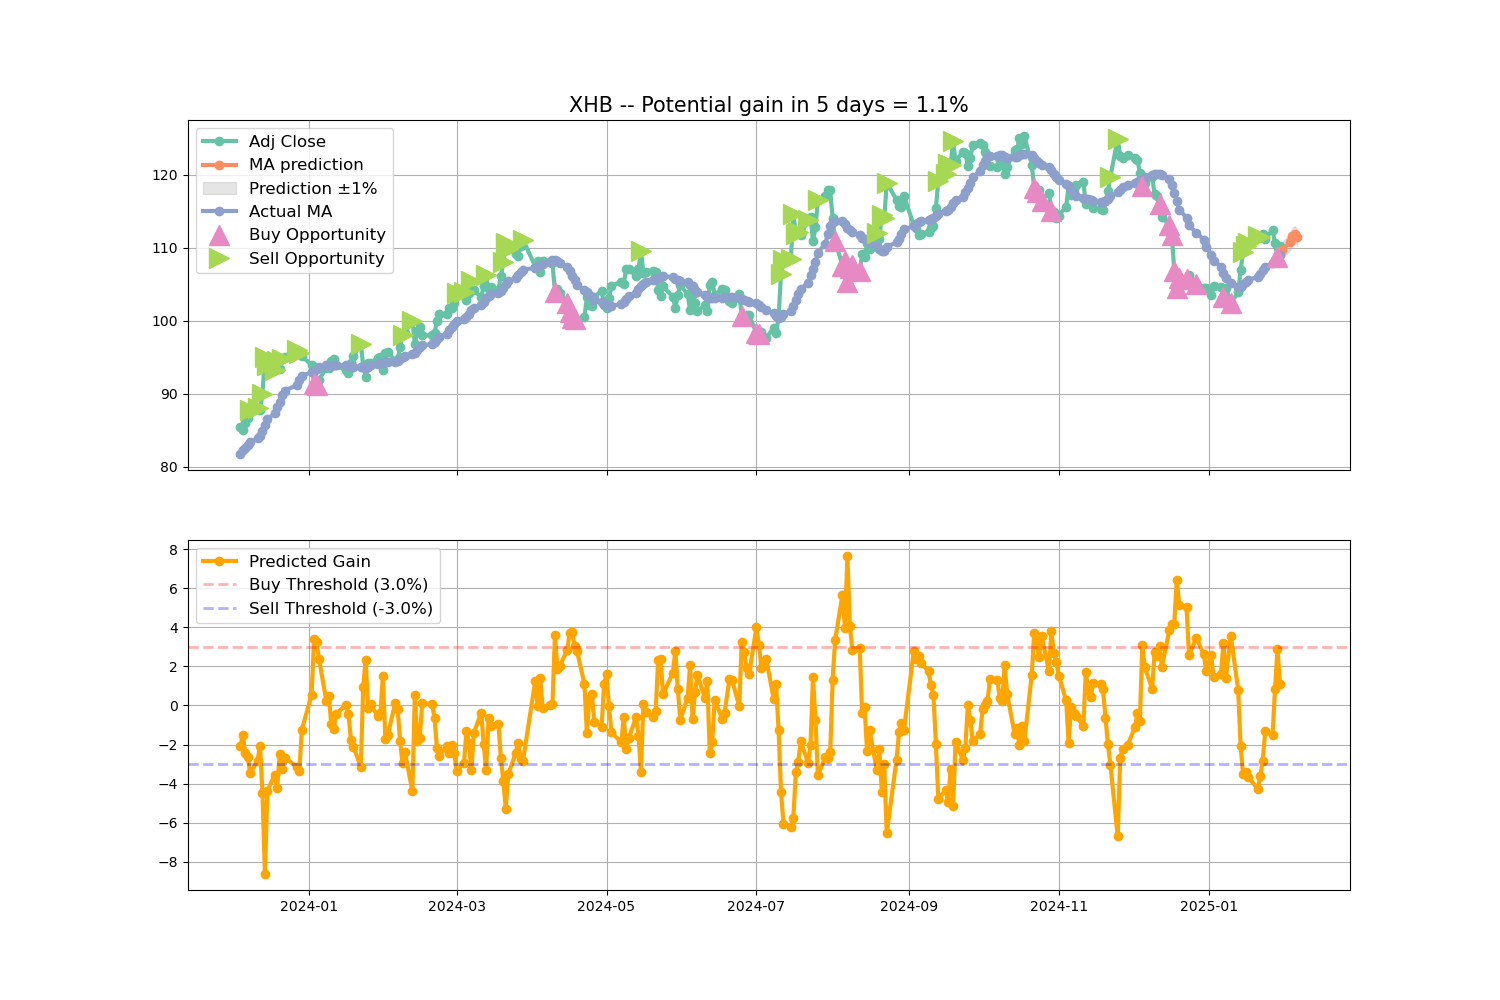 XHB -- Potential gain in 5 days = 1.1%
Adj Close
MA prediction
Prediction ±1%
Actual MA
Buy Opportunity
Sell Opportunity
120
110
100
90
80
Predicted Gain
Buy Threshold (3.0%)
Sell Threshold (-3.0%)
8
6
4
2
0
−2
−4
−6
−8
2024-01
2024-03
2024-05
2024-07
2024-09
2024-11
2025-01